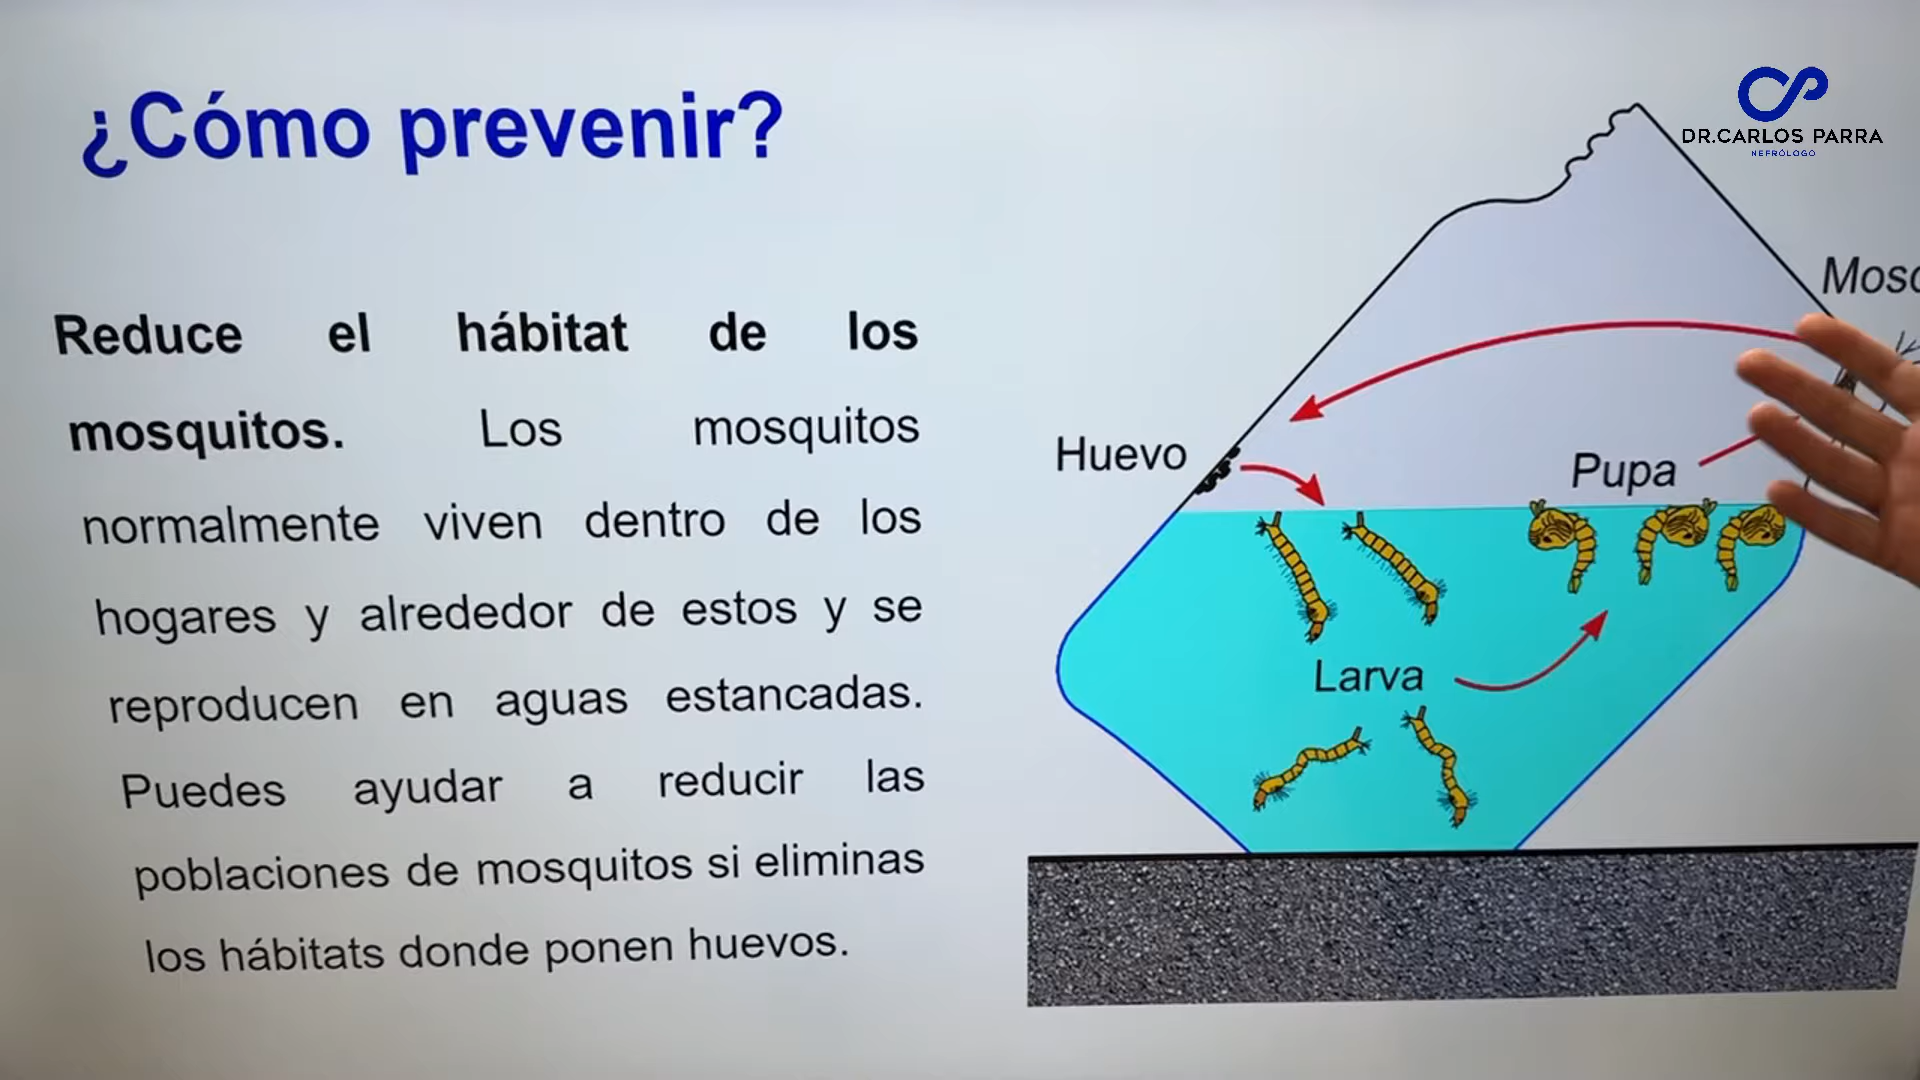 ¿Cómo prevenir?
Reduce el hábitat de los
mosquitos. Los mosquitos
normalmente viven dentro de los
hogares y alrededor de estos y se
reproducen en aguas estancadas.
Puedes ayudar a reducir las
poblaciones de mosquitos si eliminas
los hábitats donde ponen huevos.
DR.CARLOS PARRA
NEFRÓLOGO
Huevo
Pupa
Larva